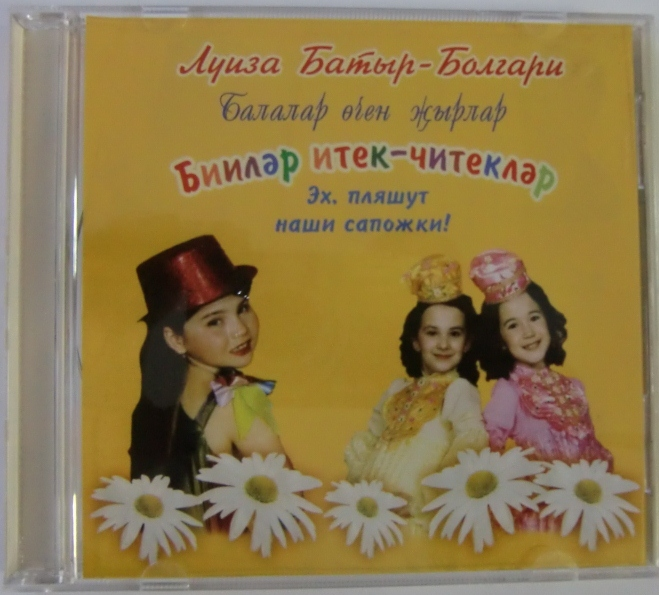 Луиза Батыр-Болгари
Балалар өчен җырлар
Бииләр итек-читекләр
Эх, пляшут
наши сапожки!